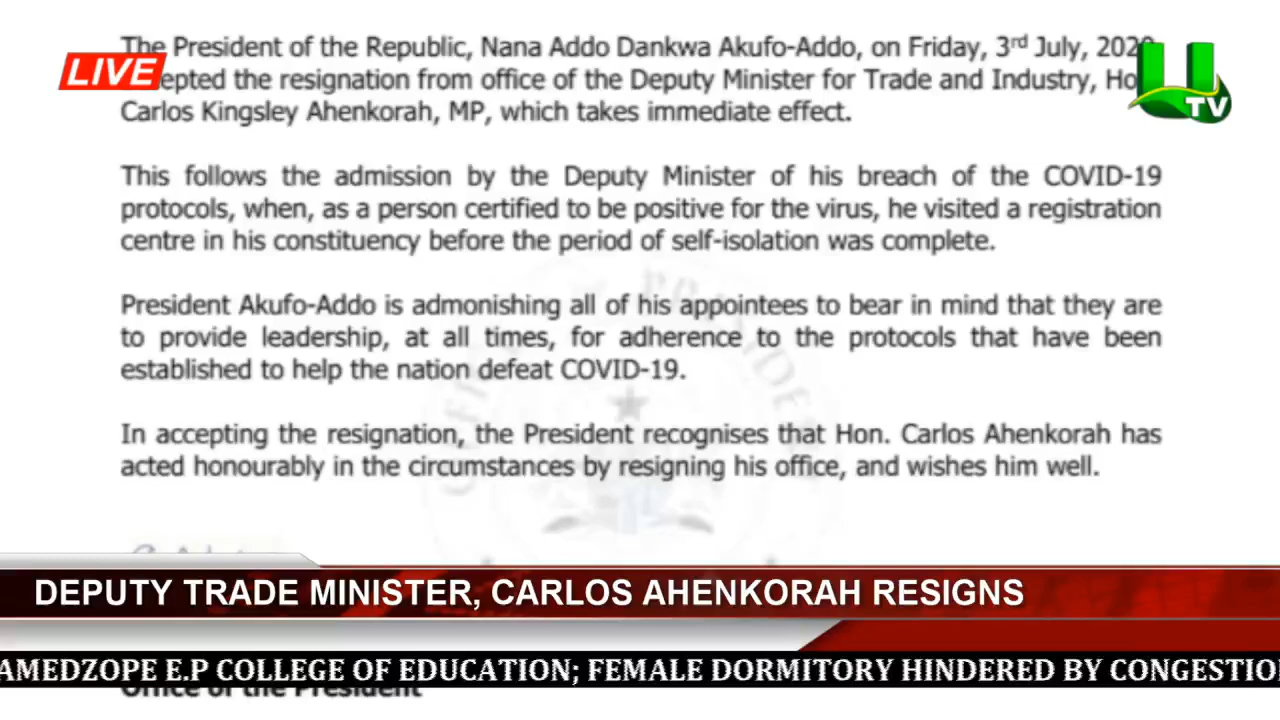 The President of the Republic, Nana Addo Dankwa Akufo-Addo, on Friday, 3rd July, 2020
LIVE
the resignation from office of the Deputy Minister for Trade and Industry,
U TV
Carlos Kingsley Ahenkorah, MP, which takes immediate effect.
This follows the admission by the Deputy Minister of his breach of the COVID-19
protocols, when, as a person certified to be positive for the virus, he visited a registration
centre in his constituency before the period of self-isolation was complete.
President Akufo-Addo is admonishing all of his appointees to bear in mind that they are
to provide leadership, at all times, for adherence to the protocols that have been
established to help the nation defeat COVID-19.
In accepting the resignation, the President recognises that Hon. Carlos Ahenkorah has
acted honourably in the circumstances by resigning his office, and wishes him well.
DEPUTY TRADE MINISTER, CARLOS AHENKORAH RESIGNS
AMEDZOPE E.P COLLEGE OF EDUCATION; FEMALE DORMITORY HINDERED BY CONGESTIO
Office of the President